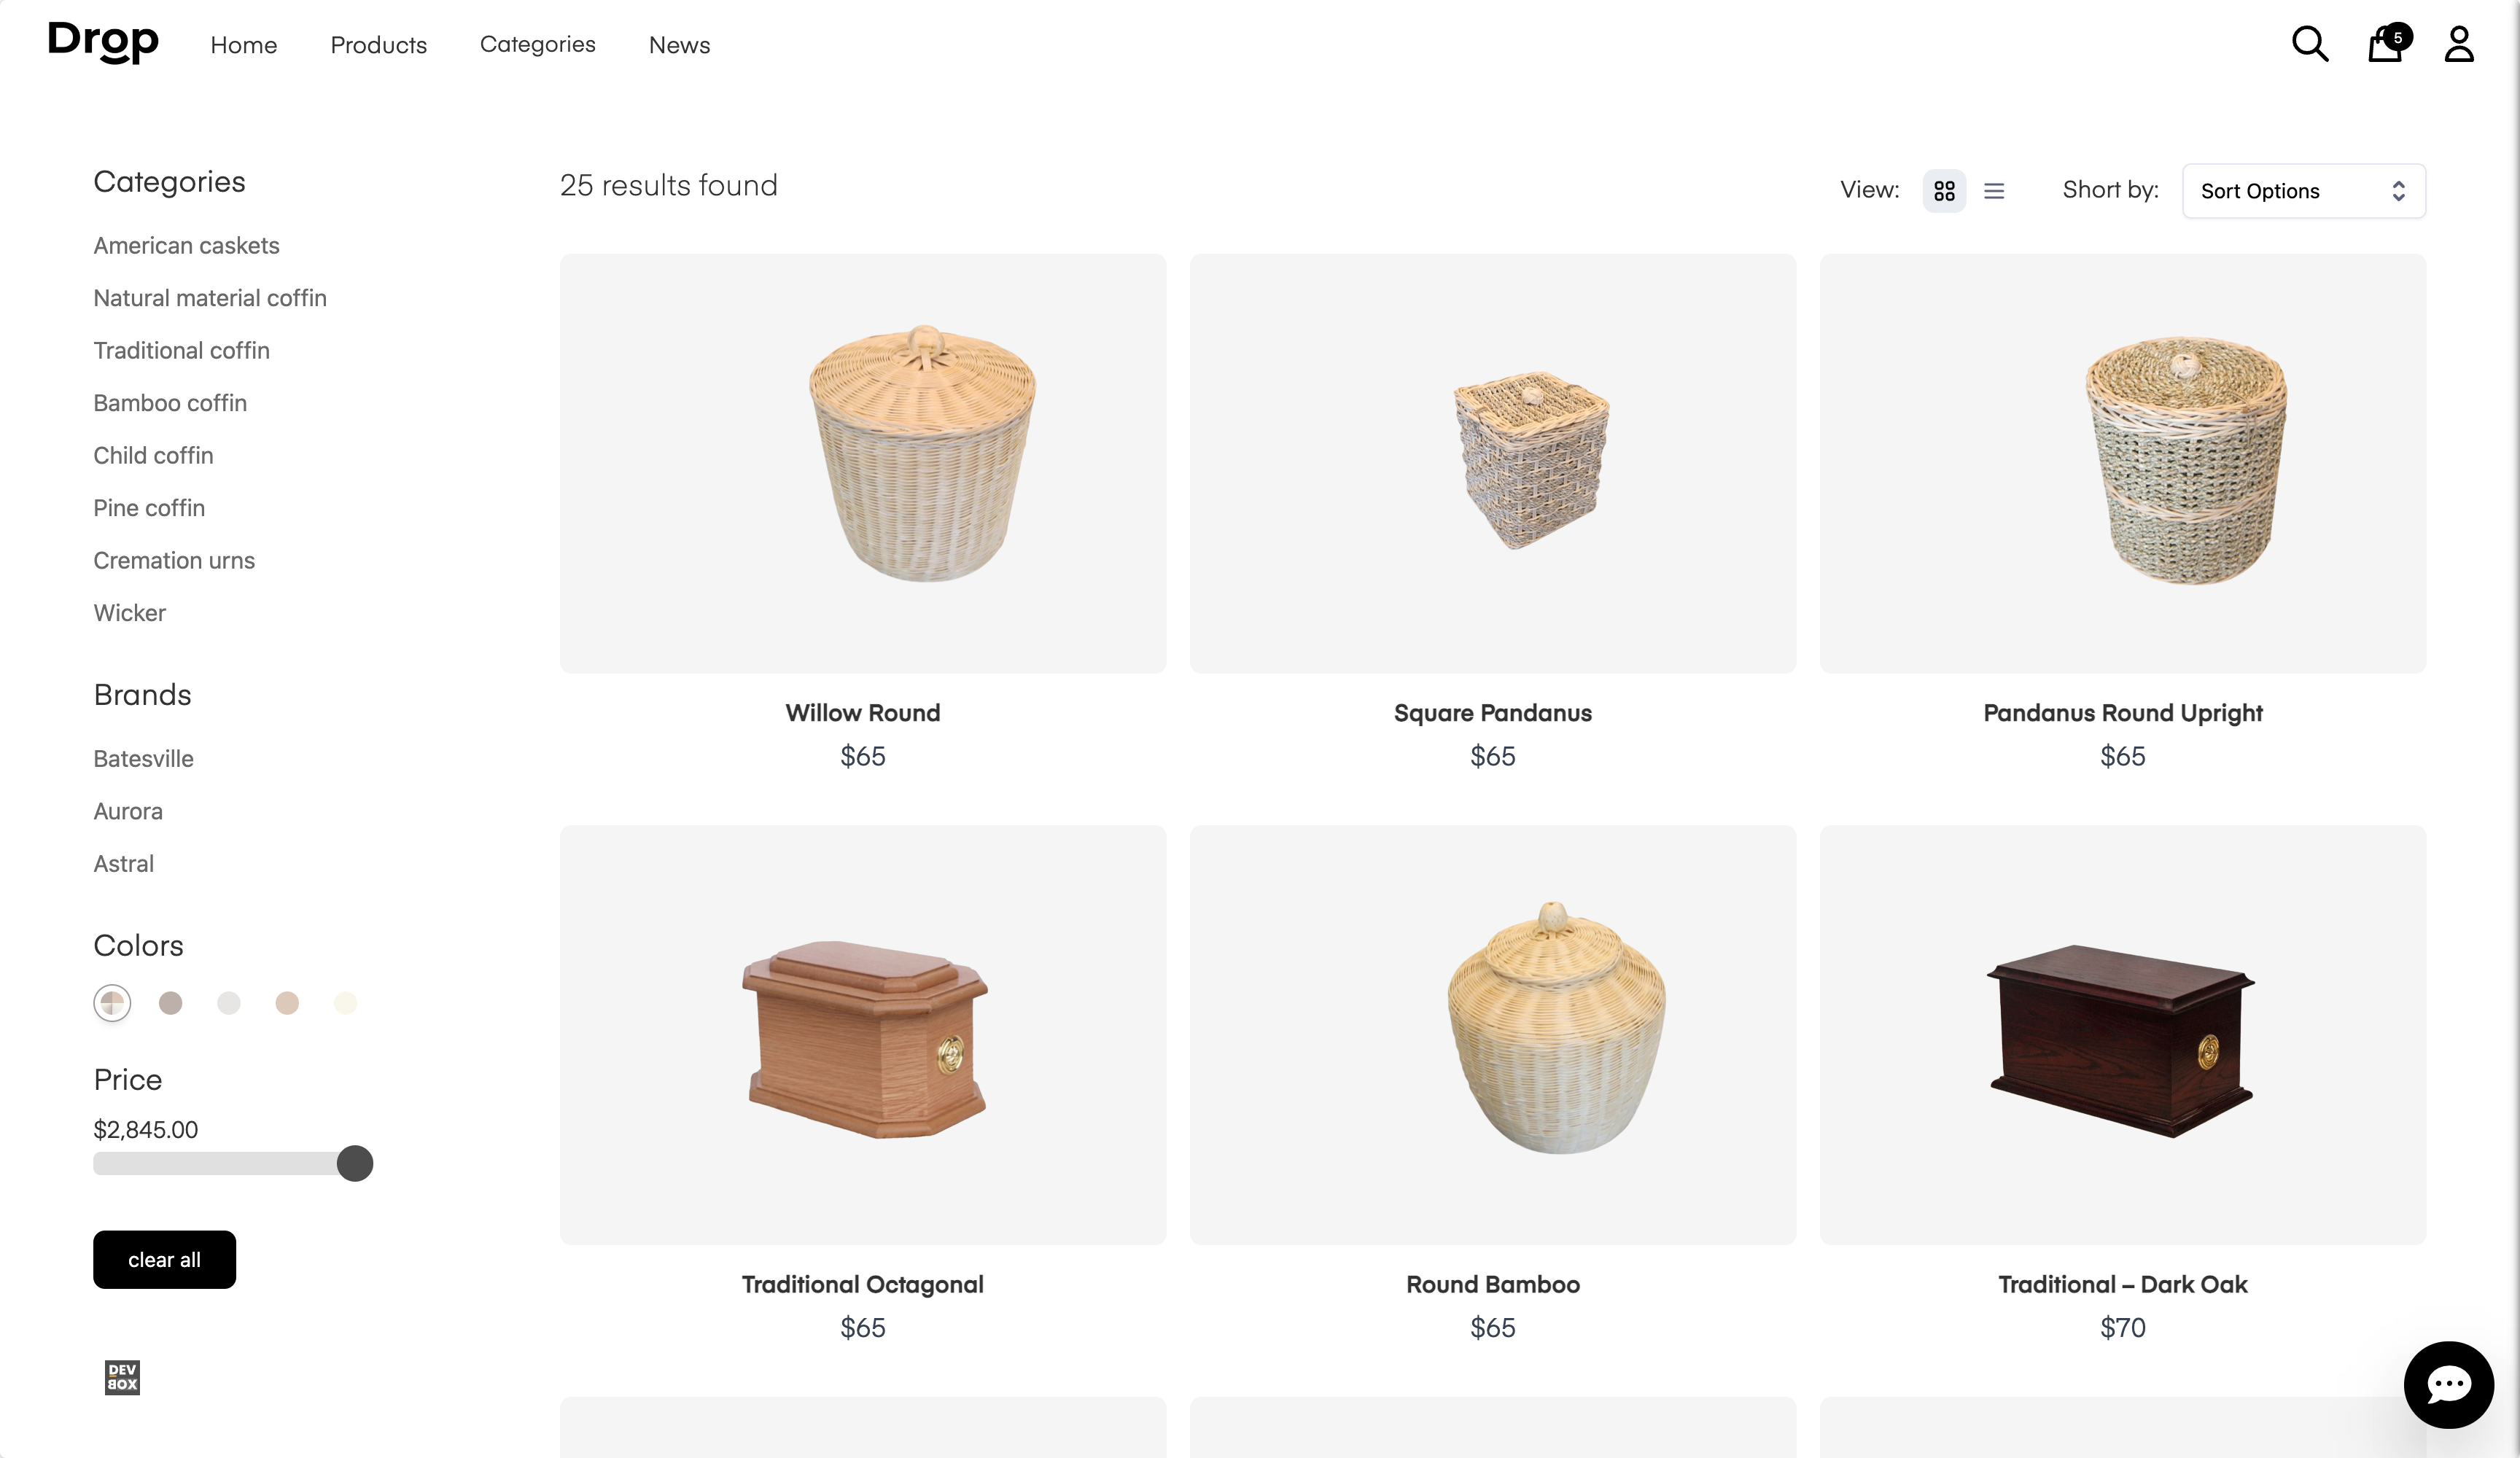 Drop
Home
Products
Categories
News
5
Categories
American caskets
Natural material coffin
Traditional coffin
Bamboo coffin
Child coffin
Pine coffin
Cremation urns
Wicker
Brands
Batesville
Aurora
Astral
Colors
Price
$2,845.00
clear all
DEV
BOX
25 results found
View:
Short by:
Sort Options
Willow Round
$65
Square Pandanus
$65
Pandanus Round Upright
$65
Traditional Octagonal
$65
Round Bamboo
$65
Traditional – Dark Oak
$70